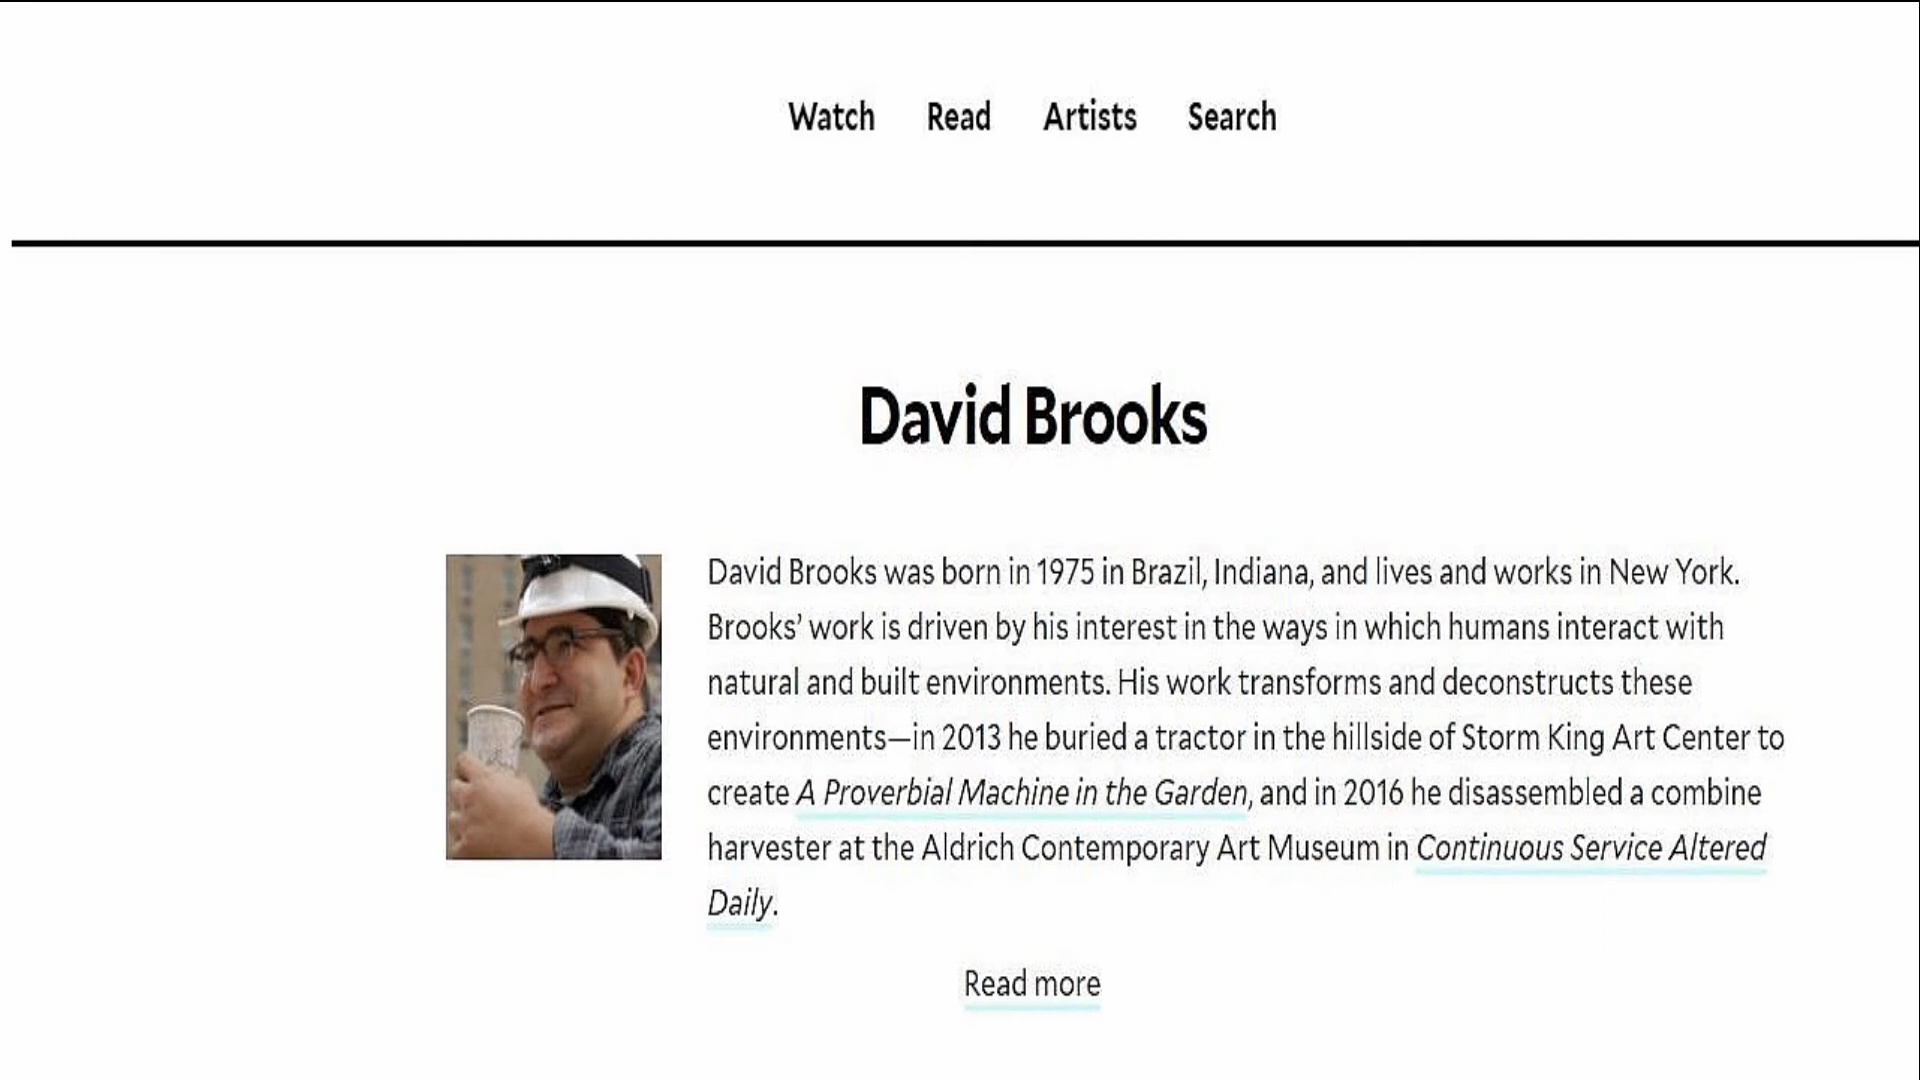 Watch Read Artists Search
David Brooks
David Brooks was born in 1975 in Brazil, Indiana, and lives and works in New York.
Brooks’ work is driven by his interest in the ways in which humans interact with
natural and built environments. His work transforms and deconstructs these
environments—in 2013 he buried a tractor in the hillside of Storm King Art Center to
create A Proverbial Machine in the Garden, and in 2016 he disassembled a combine
harvester at the Aldrich Contemporary Art Museum in Continuous Service Altered
Daily.
Read more